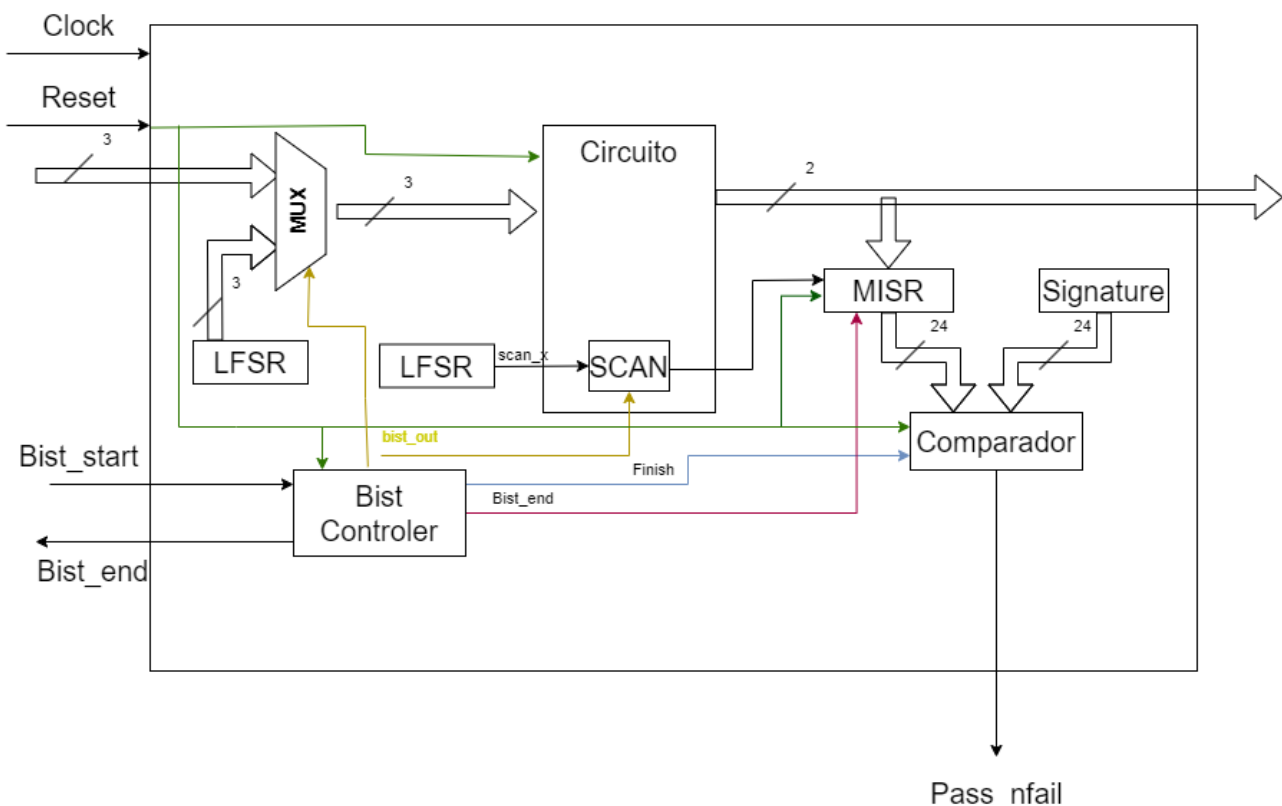 Clock
Reset
3
MUX
3
Circuito
2
3
LFSR
LFSR
scan_x
SCAN
MISR
Signature
24
24
Comparador
bist_out
Bist_start
Finish
Bist_end
Bist
Controler
Bist_end
Pass_nfail